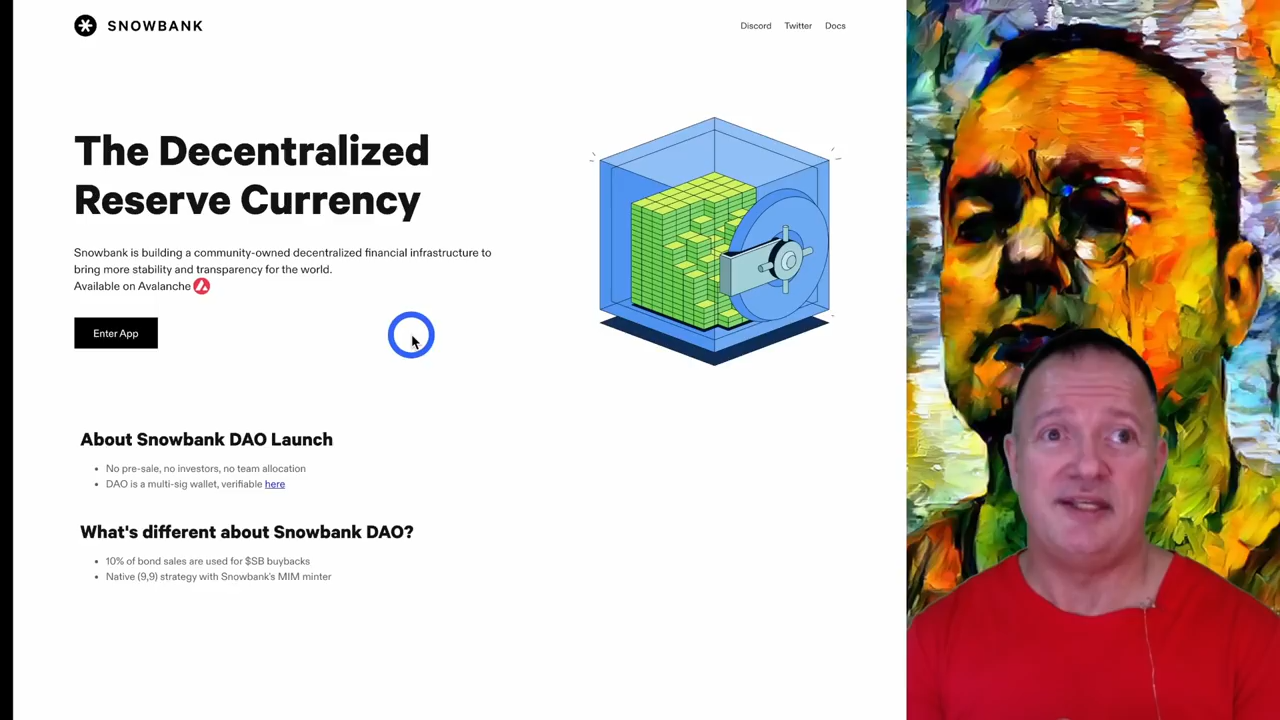 SNOWBANK
Discord Twitter Docs
The Decentralized
Reserve Currency
Snowbank is building a community-owned decentralized financial infrastructure to
bring more stability and transparency for the world.
Available on Avalanche
Enter App
About Snowbank DAO Launch
No pre-sale, no investors, no team allocation
DAO is a multi-sig wallet, verifiable here
What's different about Snowbank DAO?
10% of bond sales are used for $SB buybacks
Native (9,9) strategy with Snowbank's MIM minter